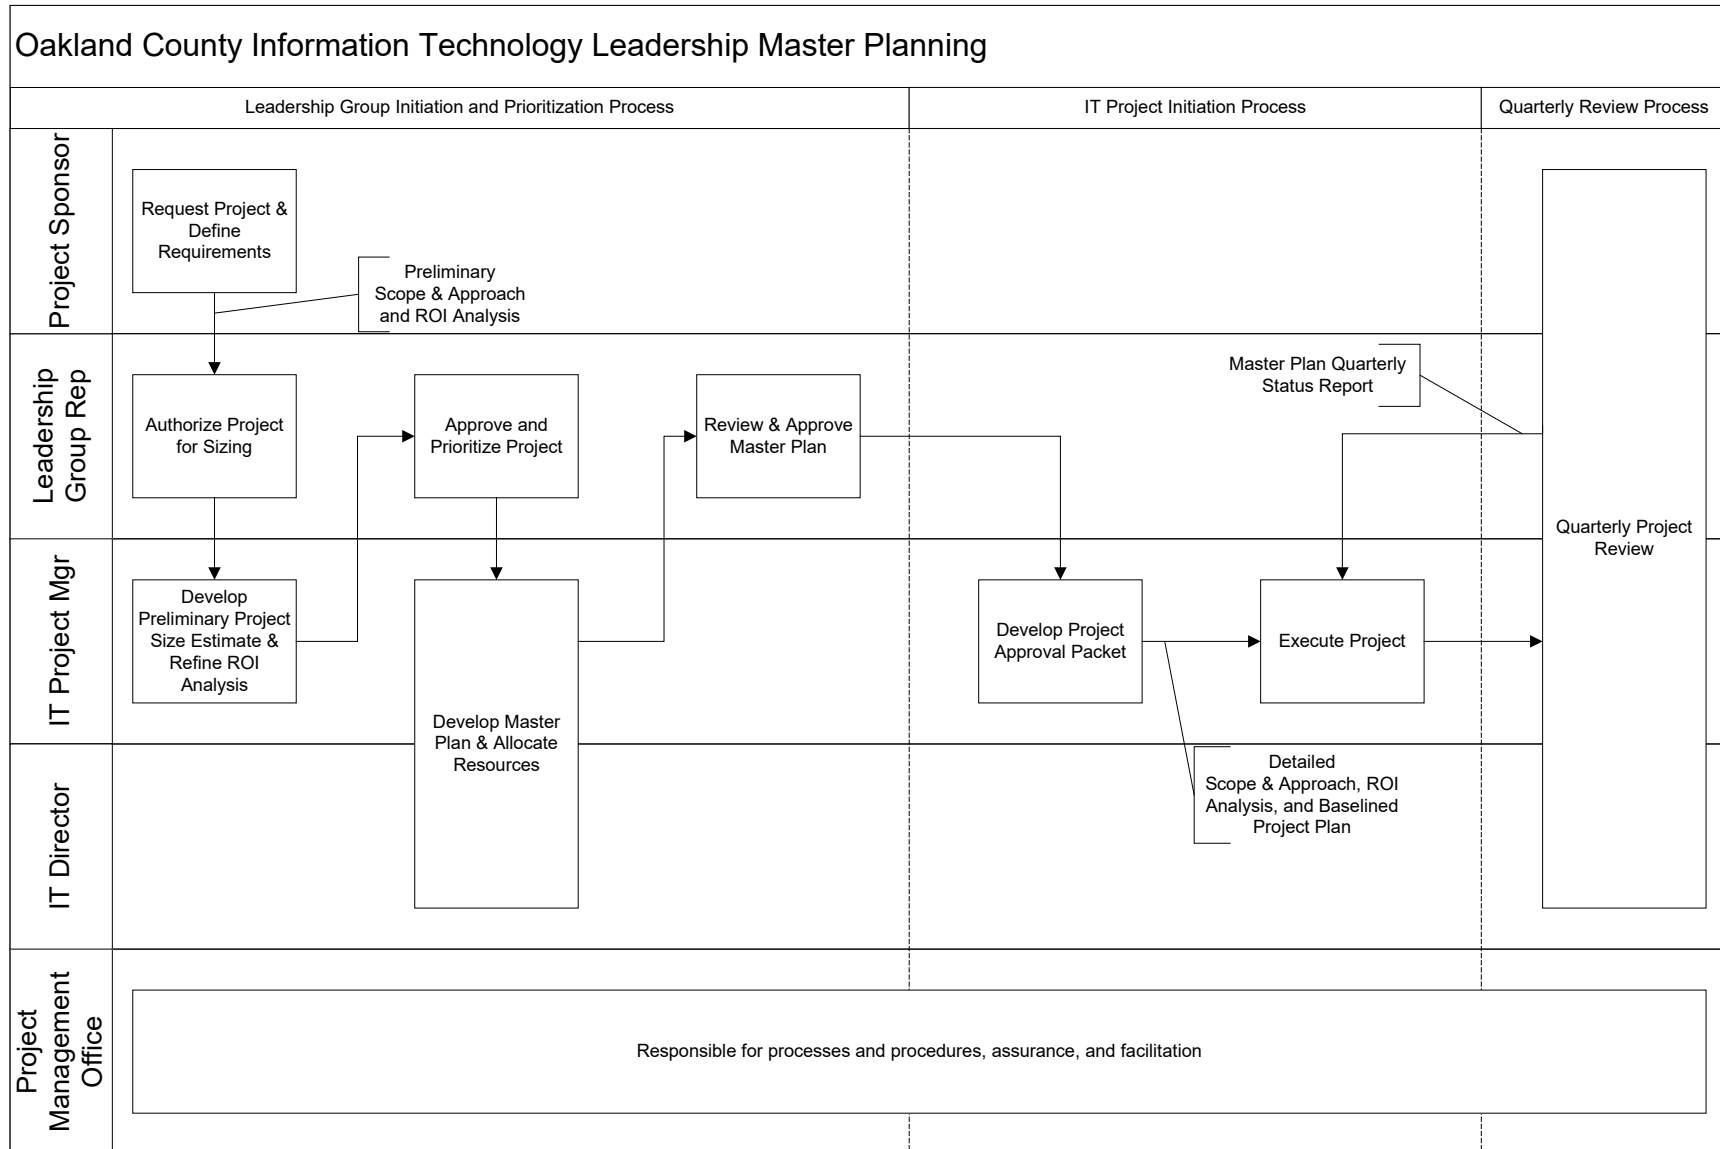 Oakland County Information Technology Leadership Master Planning
Leadership Group Initiation and Prioritization Process
IT Project Initiation Process
Quarterly Review Process
Project Sponsor
Request Project &
Define
Requirements
Preliminary
Scope & Approach
and ROI Analysis
Leadership
Group Rep
Authorize Project
for Sizing
Approve and
Prioritize Project
Review & Approve
Master Plan
Master Plan Quarterly
Status Report
Quarterly Project
Review
IT Project Mgr
Develop
Preliminary Project
Size Estimate &
Refine ROI
Analysis
Develop Master
Plan & Allocate
Resources
Develop Project
Approval Packet
Execute Project
IT Director
Detailed
Scope & Approach, ROI
Analysis, and Baselined
Project Plan
Project
Management
Office
Responsible for processes and procedures, assurance, and facilitation